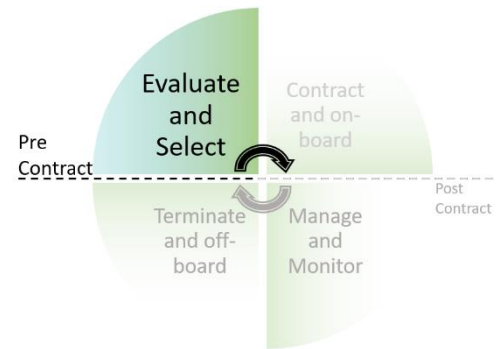 Evaluate
and
Select
Contract
and on-
board
Pre
Contract
Post
Contract
Terminate
and off-
board
Manage
and
Monitor